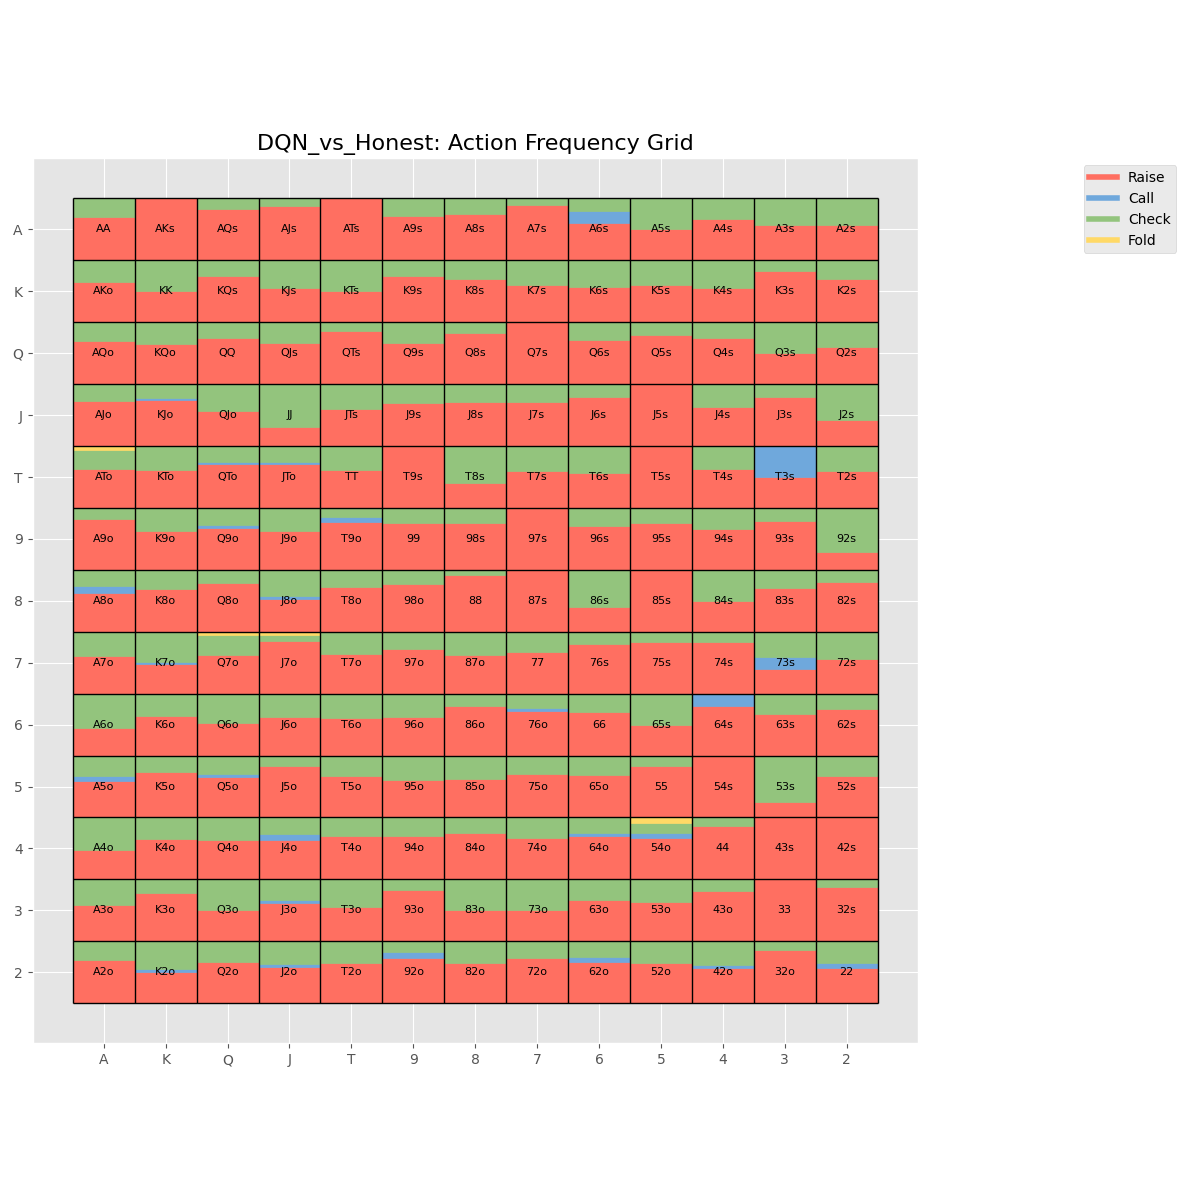 DQN_vs_Honest: Action Frequency Grid
Raise
Call
Check
Fold
A AA AKs AQs AJs ATs A9s A8s A7s A6s A5s A4s A3s A2s
K AKo KK KQs KJs KTs K9s K8s K7s K6s K5s K4s K3s K2s
Q AQo KQo QQ QJs QTs Q9s Q8s Q7s Q6s Q5s Q4s Q3s Q2s
J AJo KJo QJo JJ JTs J9s J8s J7s J6s J5s J4s J3s J2s
T ATo KTo QTo JTo TT T9s T8s T7s T6s T5s T4s T3s T2s
9 A9o K9o Q9o J9o T9o 99 98s 97s 96s 95s 94s 93s 92s
8 A8o K8o Q8o J8o T8o 98o 88 87s 86s 85s 84s 83s 82s
7 A7o K7o Q7o J7o T7o 97o 87o 77 76s 75s 74s 73s 72s
6 A6o K6o Q6o J6o T6o 96o 86o 76o 66 65s 64s 63s 62s
5 A5o K5o Q5o J5o T5o 95o 85o 75o 65o 55 54s 53s 52s
4 A4o K4o Q4o J4o T4o 94o 84o 74o 64o 54o 44 43s 42s
3 A3o K3o Q3o J3o T3o 93o 83o 73o 63o 53o 43o 33 32s
2 A2o K2o Q2o J2o T2o 92o 82o 72o 62o 52o 42o 32o 22
A K Q J T 9 8 7 6 5 4 3 2